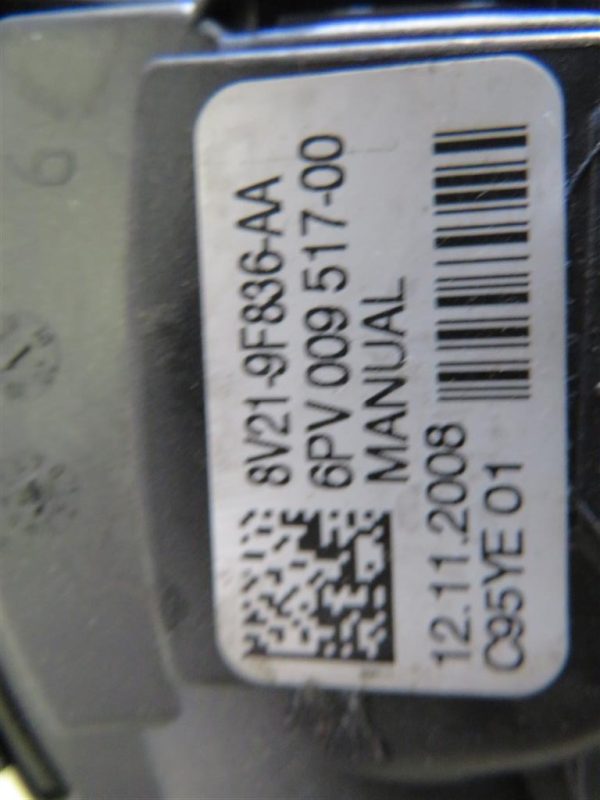 8V21-9F836-AA
6PV 009 517-00
MANUAL
12.11.2008
C95YE 01